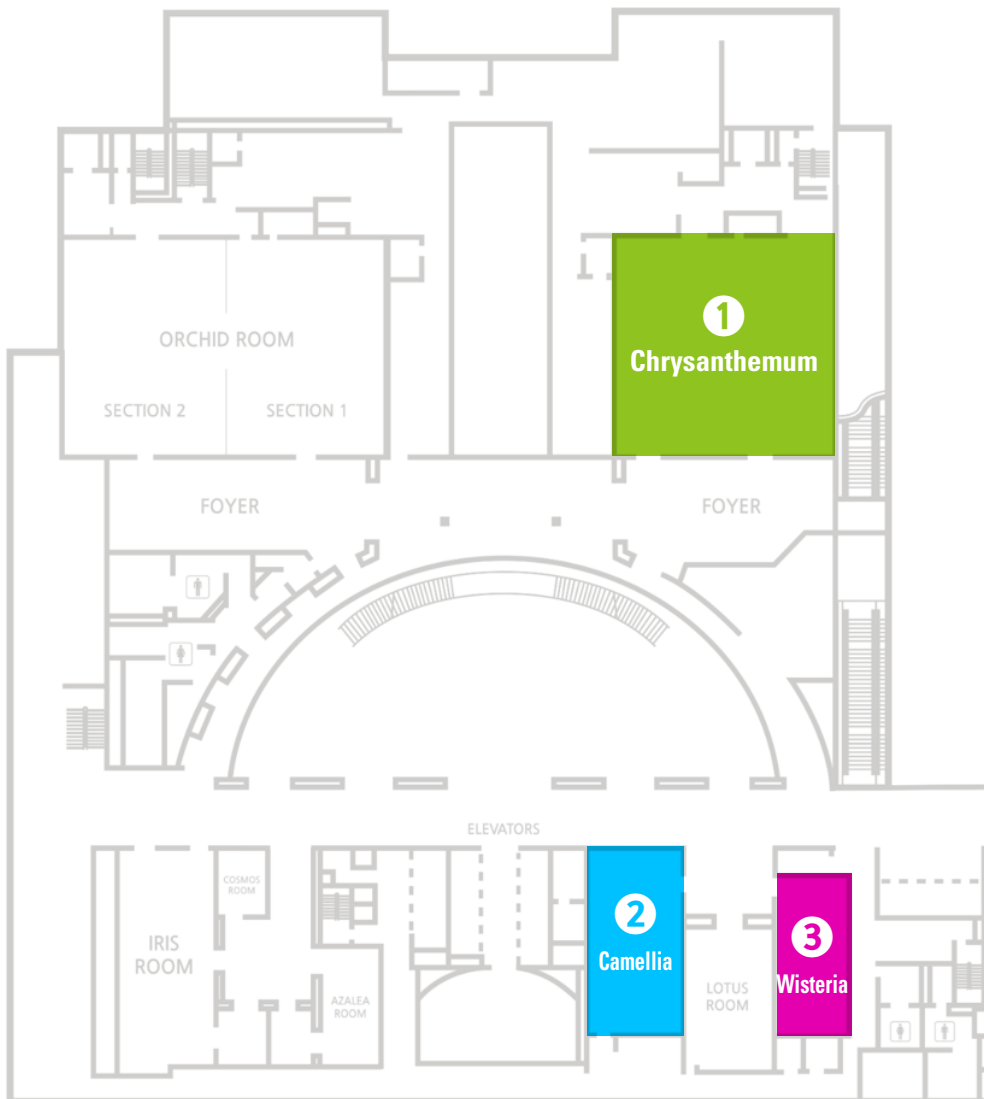 1
Chrysanthemum
ORCHID ROOM
SECTION 2
SECTION 1
FOYER
FOYER
ELEVATORS
COSMOS
ROOM
IRIS
ROOM
AZALEA
ROOM
2
Camellia
LOTUS
ROOM
3
Wisteria